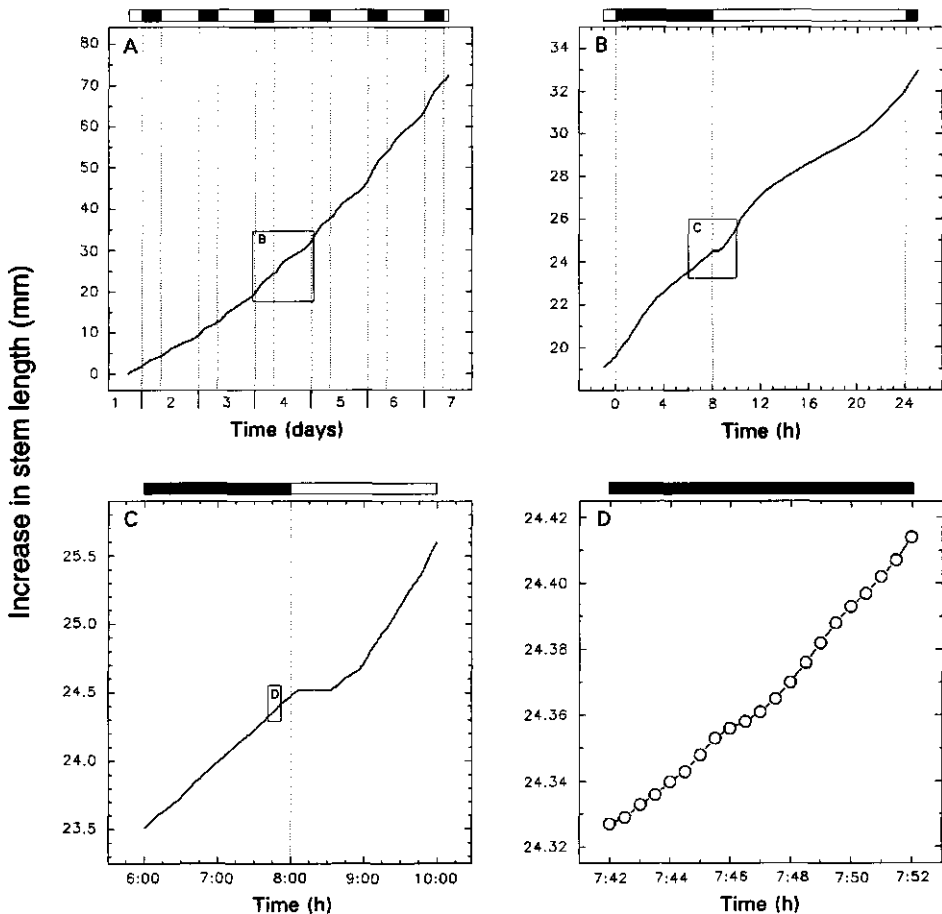 Increase in stem length (mm)
A
80
70
60
50
40
30
20
10
0
B
1 2 3 4 5 6 7
Time (days)
B
34
32
30
28
26
24
22
20
C
0 4 8 12 16 20 24
Time (h)
C
25.5
25.0
24.5
24.0
23.5
D
6:00 7:00 8:00 9:00 10:00
Time (h)
D
24.42
24.40
24.38
24.36
24.34
24.32
7:42 7:44 7:46 7:48 7:50 7:52
Time (h)